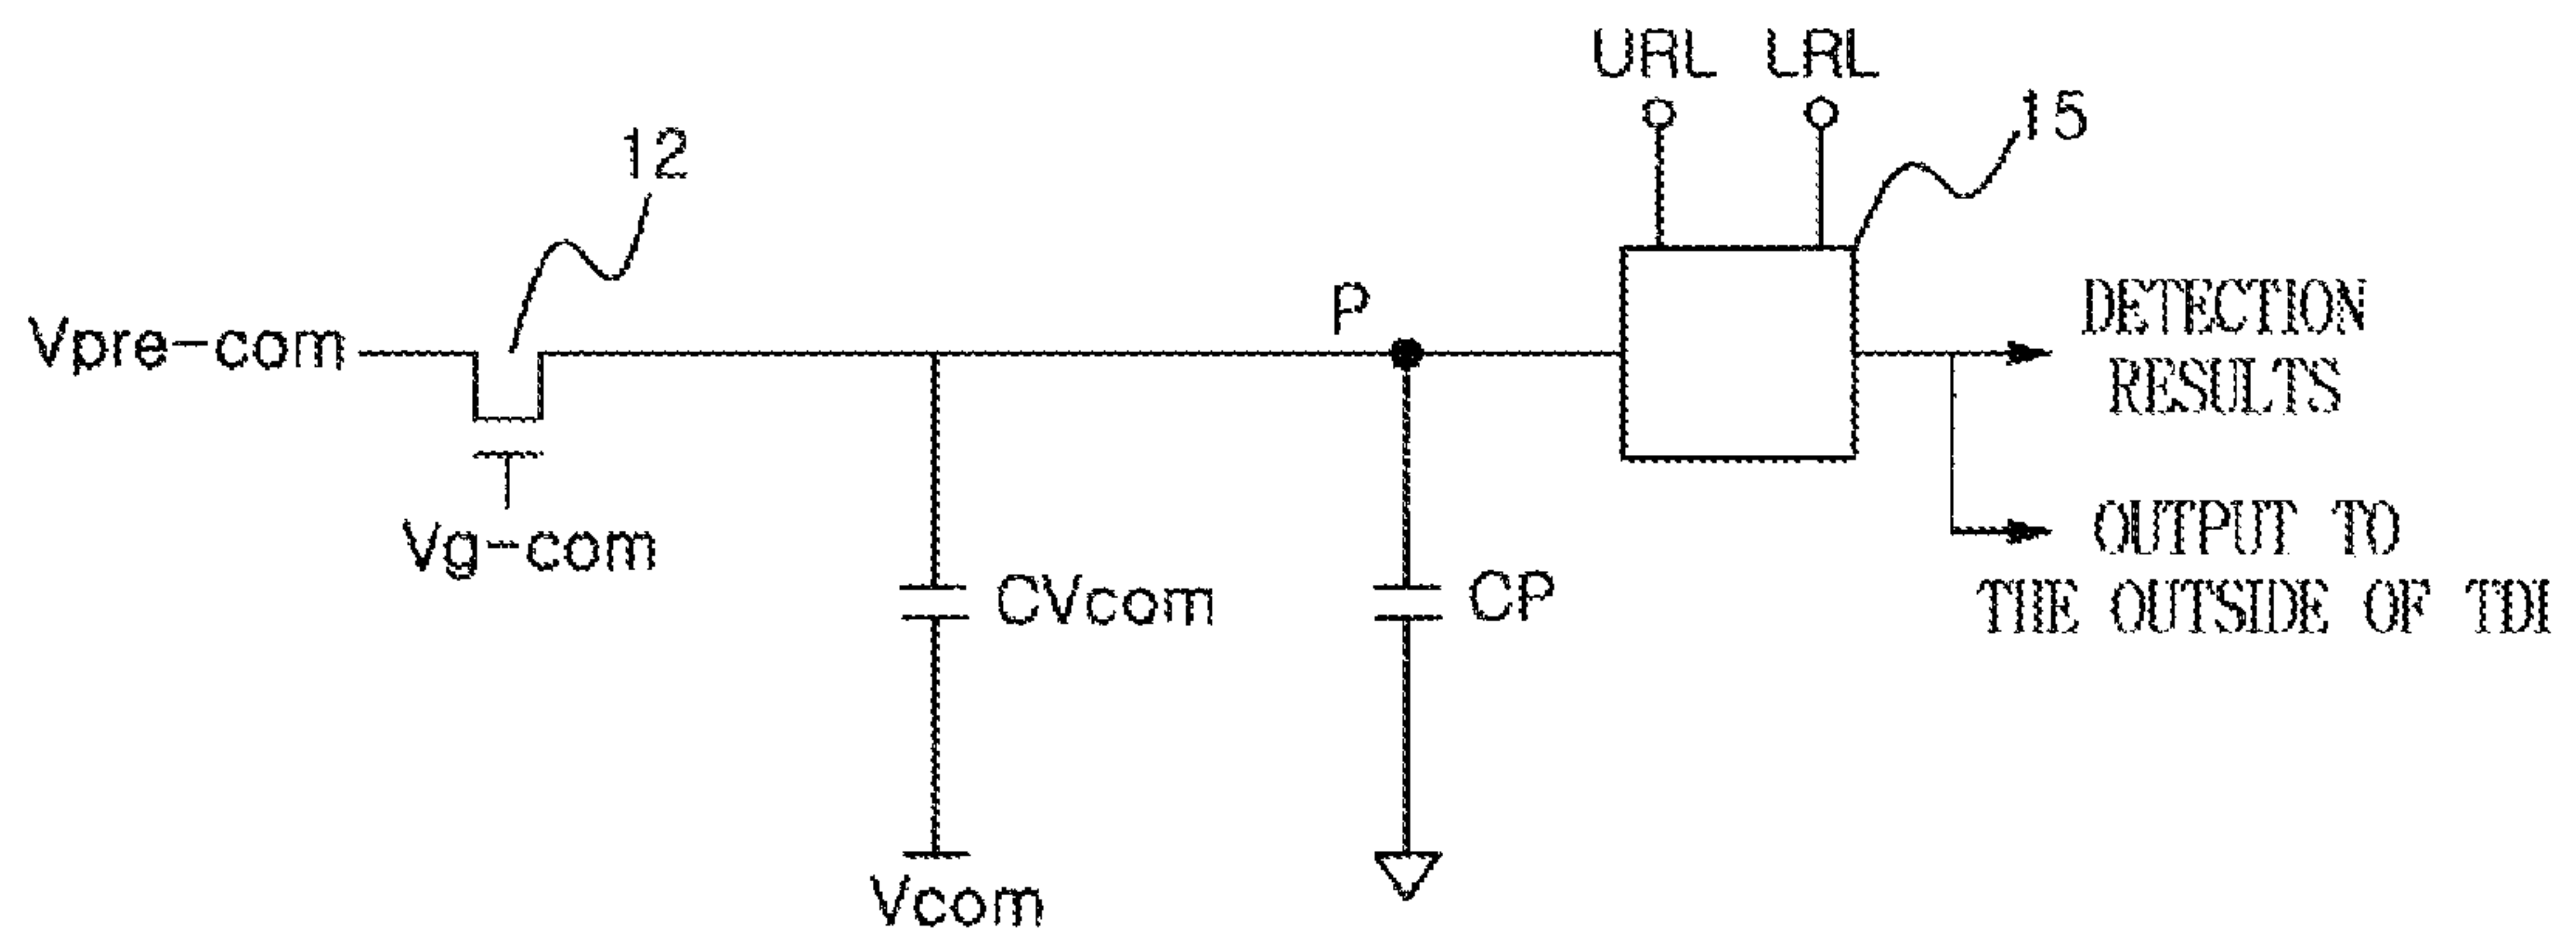 URL LRL
12
15
P
Vpre-com
DETECTION
RESULTS
Vg-com
OUTPUT TO
THE OUTSIDE OF TDI
CVcom
CP
Vcom